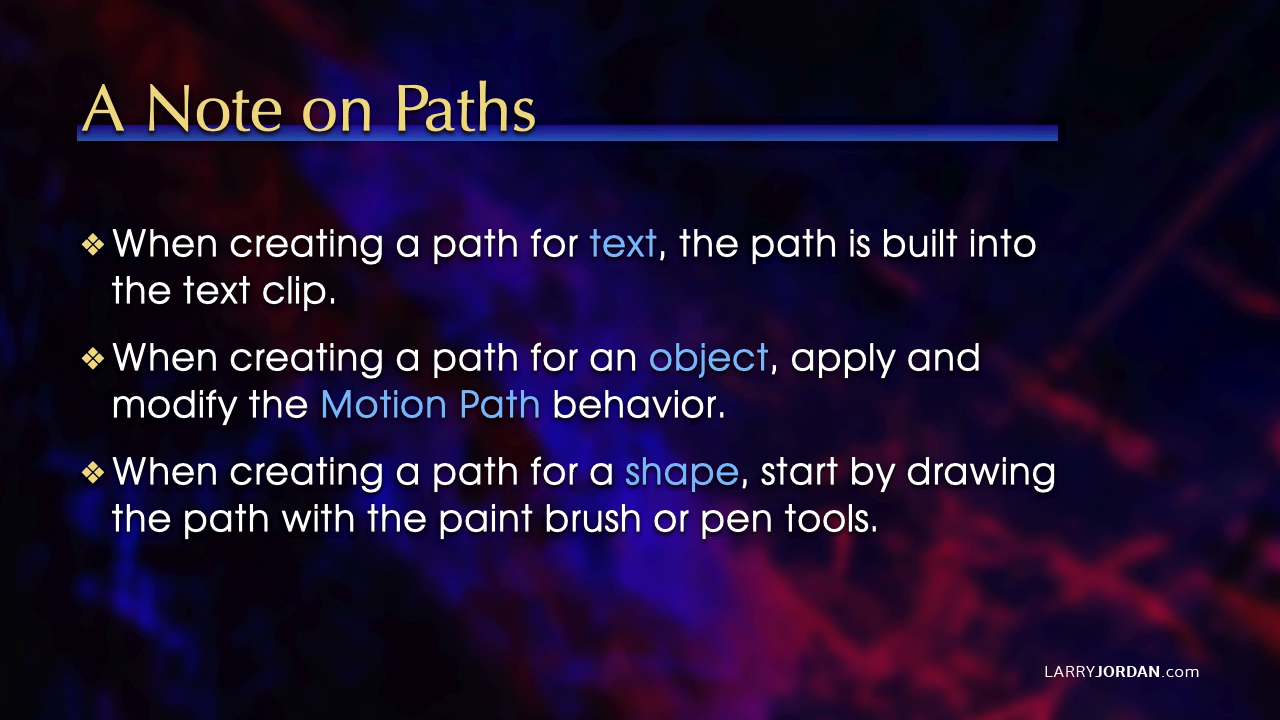 A Note on Paths
❖ When creating a path for text, the path is built into
the text clip.
❖ When creating a path for an object, apply and
modify the Motion Path behavior.
❖ When creating a path for a shape, start by drawing
the path with the paint brush or pen tools.
LARRYJORDAN.com